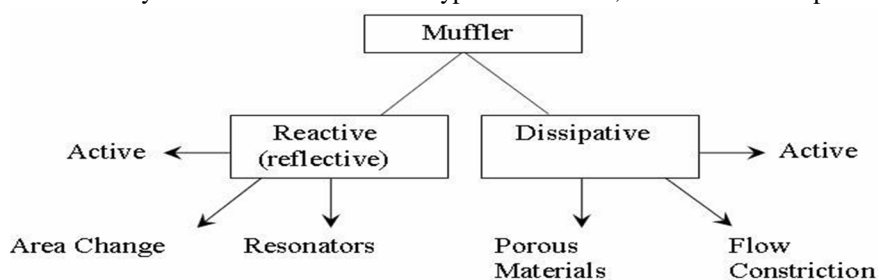 Muffler
Reactive
(reflective)
Dissipative
Active
Active
Area Change
Resonators
Porous
Materials
Flow
Constriction